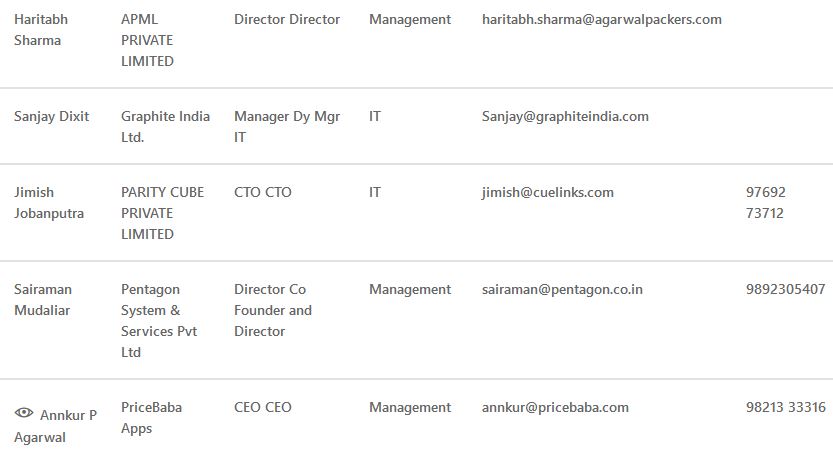 Haritabh Sharma
APML PRIVATE LIMITED
Director Director
Management
haritabh.sharma@agarwalpackers.com
Sanjay Dixit
Graphite India Ltd.
Manager Dy Mgr IT
IT
Sanjay@graphiteindia.com
Jimish Jobanputra
PARITY CUBE PRIVATE LIMITED
CTO CTO
IT
jimish@cuelinks.com
97692 73712
Sairaman Mudaliar
Pentagon System & Services Pvt Ltd
Director Co Founder and Director
Management
sairaman@pentagon.co.in
9892305407
Annkur P Agarwal
PriceBaba Apps
CEO CEO
Management
annkur@pricebaba.com
98213 33316